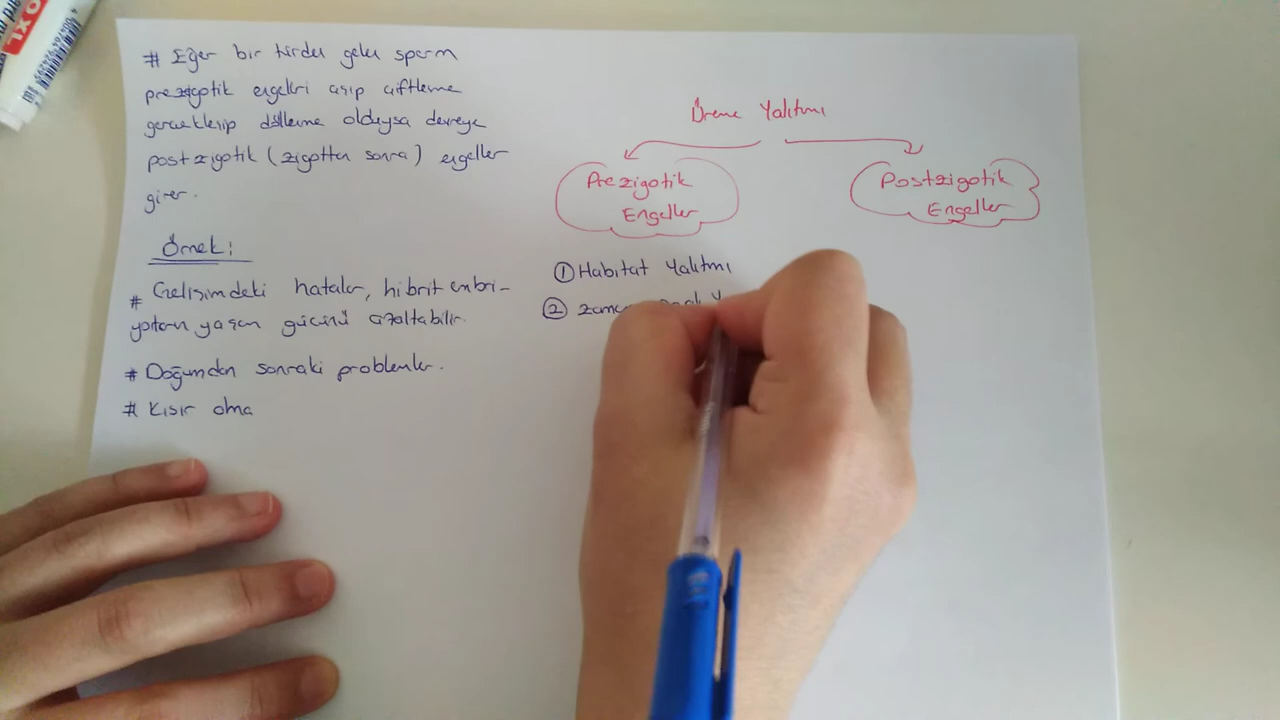 # Eğer bir türden gelen sperm
prezigotik engelleri aşıp çiftleşme
gerçekleşip dölleme olduysa devreye
postzigotik (zigottan sonra) engeller
girer.
Örnek:
# Gelişimdeki hatalar, hibrit embri-
yoların yaşam gücünü azaltabilir.
# Doğumdan sonraki problemler.
# Kısır olma
Üreme Yalıtımı
Prezigotik
Engeller
Postzigotik
Engeller
① Habitat Yalıtımı
②
XL